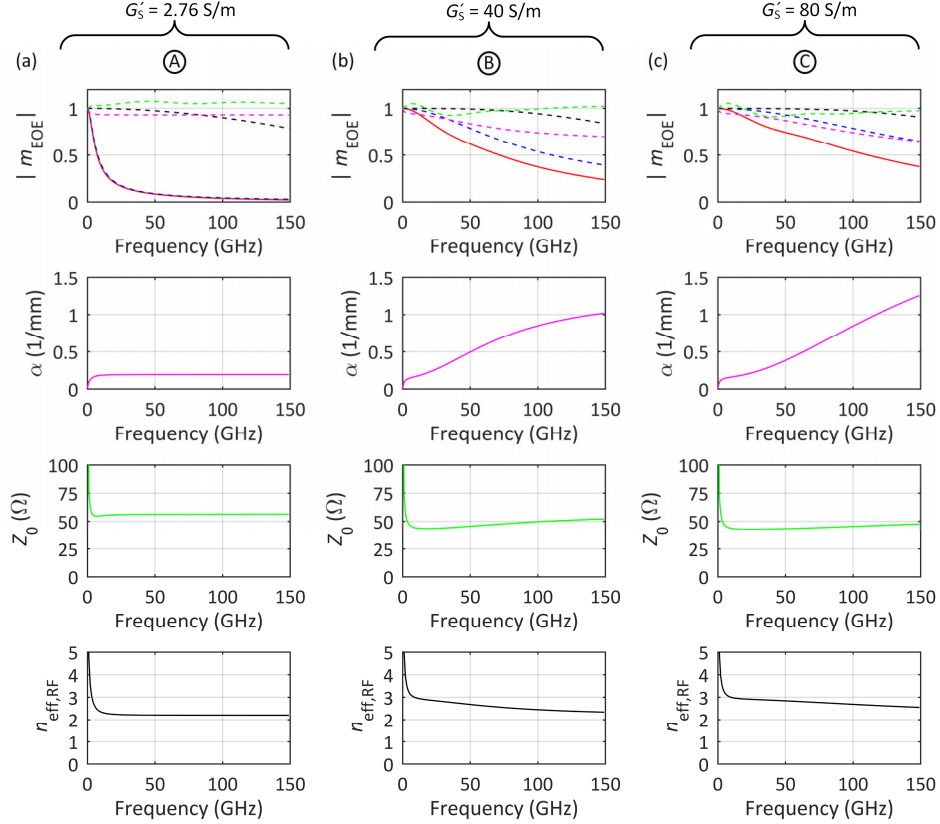 G′S = 2.76 S/m
G′S = 40 S/m
G′S = 80 S/m
(a)
A
(b)
B
(c)
C
| mEOE |
1
0.5
0
0 50 100 150
Frequency (GHz)
| mEOE |
1
0.5
0
0 50 100 150
Frequency (GHz)
| mEOE |
1
0.5
0
0 50 100 150
Frequency (GHz)
α (1/mm)
1.5
1
0.5
0
0 50 100 150
Frequency (GHz)
α (1/mm)
1.5
1
0.5
0
0 50 100 150
Frequency (GHz)
α (1/mm)
1.5
1
0.5
0
0 50 100 150
Frequency (GHz)
Z0 (Ω)
100
75
50
25
0
0 50 100 150
Frequency (GHz)
Z0 (Ω)
100
75
50
25
0
0 50 100 150
Frequency (GHz)
Z0 (Ω)
100
75
50
25
0
0 50 100 150
Frequency (GHz)
neff,RF
5
4
3
2
1
0
0 50 100 150
Frequency (GHz)
neff,RF
5
4
3
2
1
0
0 50 100 150
Frequency (GHz)
neff,RF
5
4
3
2
1
0
0 50 100 150
Frequency (GHz)